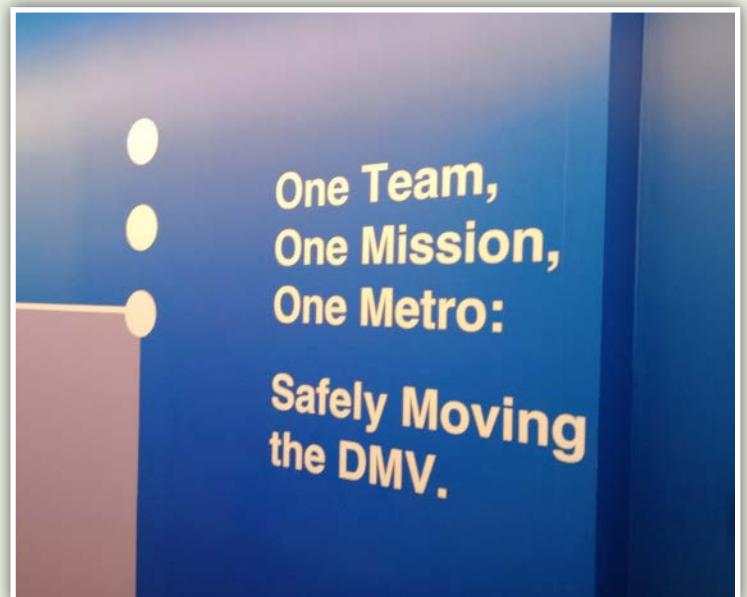 One Team,
One Mission,
One Metro:
Safely Moving
the DMV.